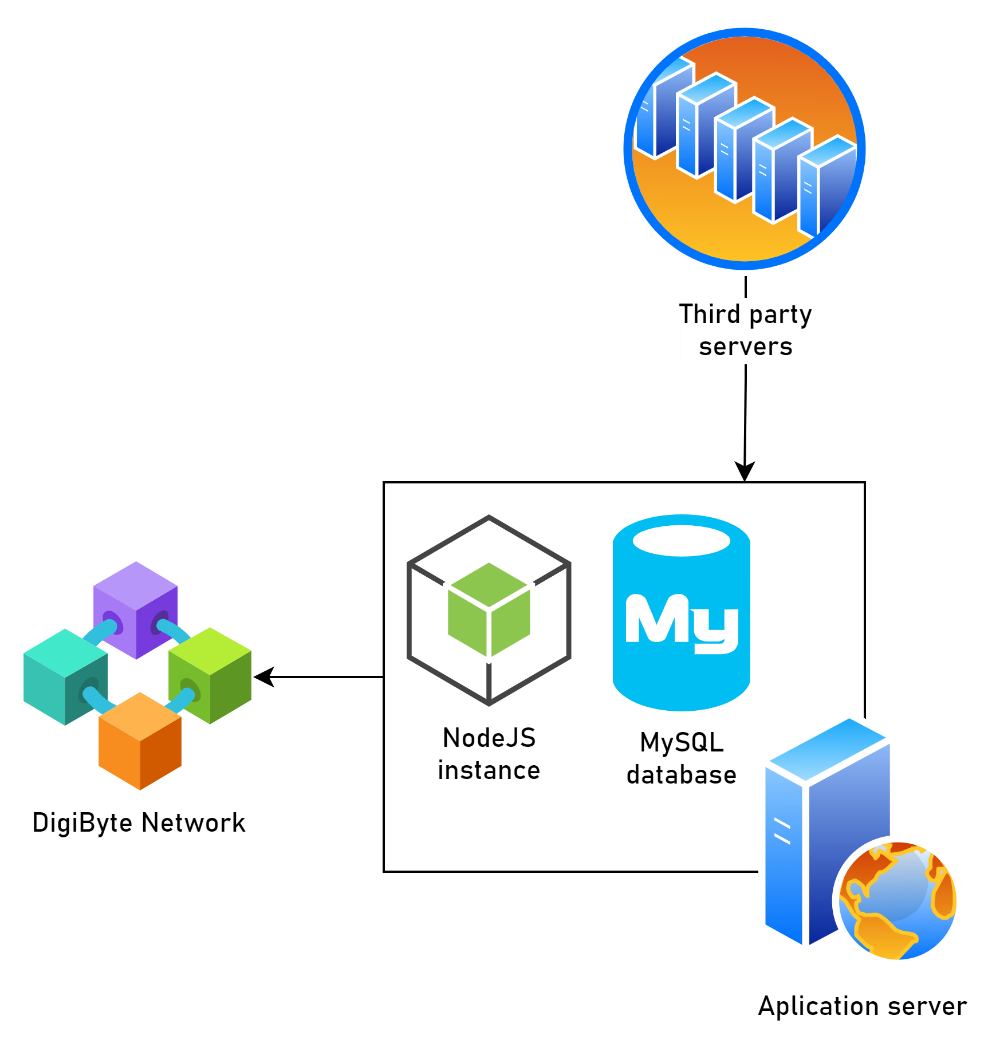 Third party
servers
My
NodeJS
instance
MySQL
database
DigiByte Network
Aplication server